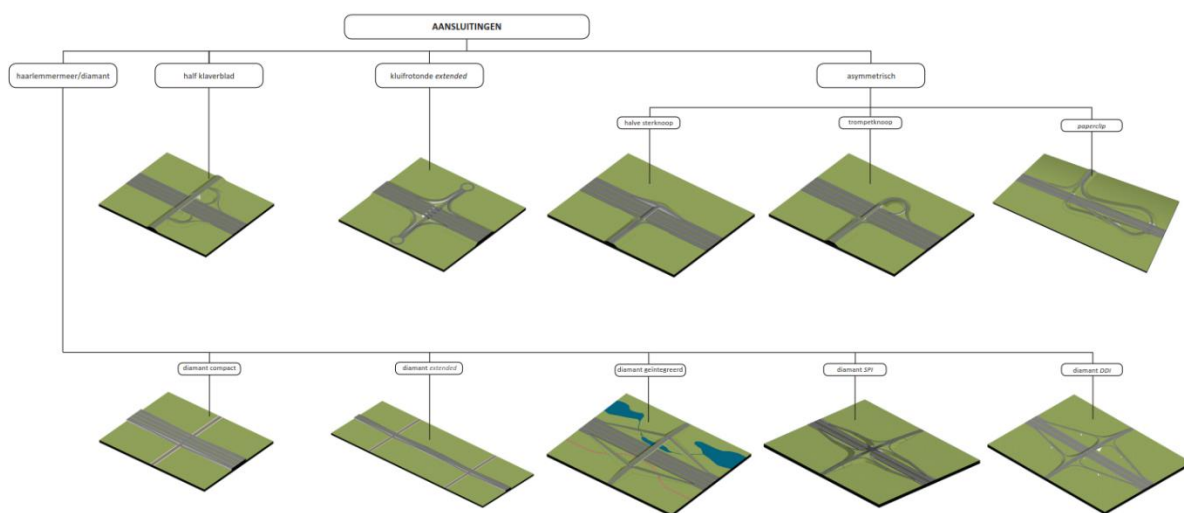 AANSLUITINGEN
haarlemmermeer/diamant
half klaverblad
kluifrotonde extended
asymmetrisch
halve sterknoop
trompetknoop
paperclip
diamant compact
diamant extended
diamant geïntegreerd
diamant SPI
diamant DDI